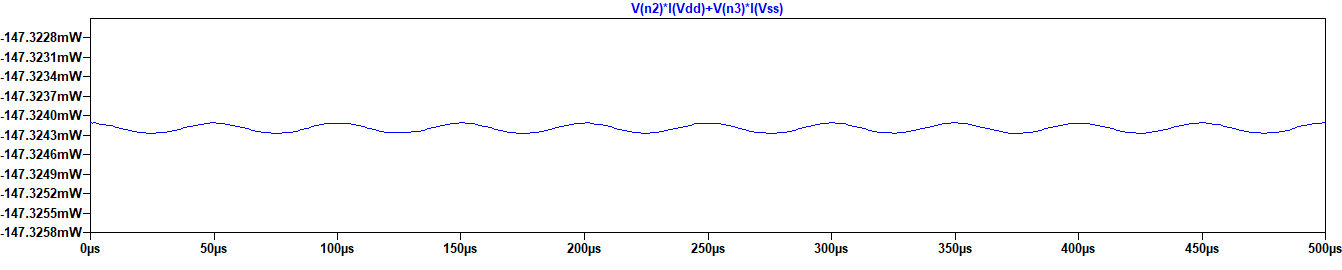 V(n2)*I(Vdd)+V(n3)*I(Vss)
-147.3228mW
-147.3231mW
-147.3234mW
-147.3237mW
-147.3240mW
-147.3243mW
-147.3246mW
-147.3249mW
-147.3252mW
-147.3255mW
-147.3258mW
0µs 50µs 100µs 150µs 200µs 250µs 300µs 350µs 400µs 450µs 500µs